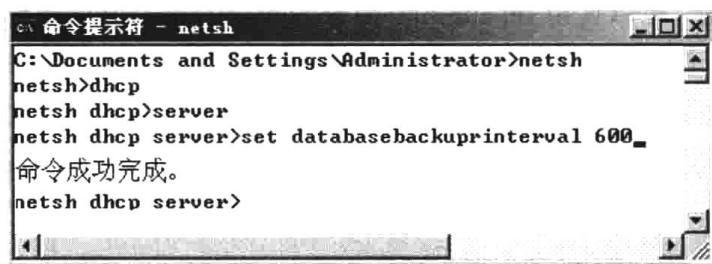 命令提示符 - netsh
C:\Documents and Settings\Administrator>netsh
netsh>dhcp
netsh dhcp>server
netsh dhcp server>set databasebackuprinterval 600_
命令成功完成。
netsh dhcp server>